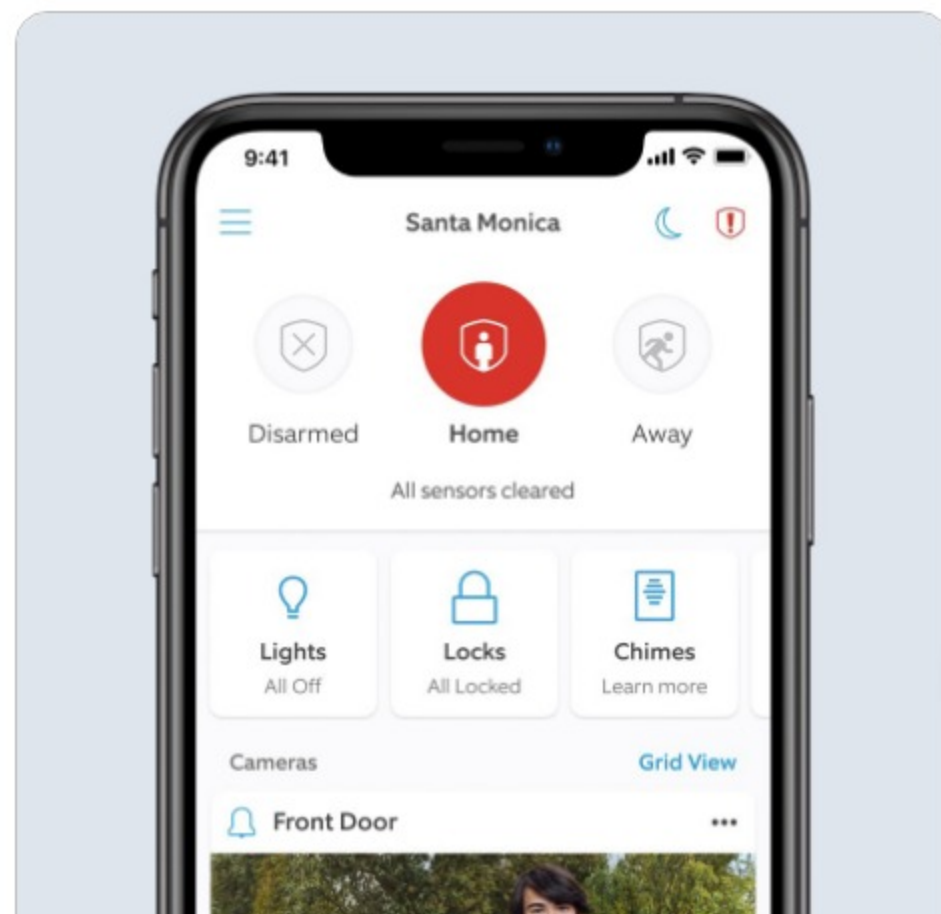 9:41
Santa Monica
Disarmed
Home
Away
All sensors cleared
Lights
All Off
Locks
All Locked
Chimes
Learn more
Cameras
Grid View
Front Door